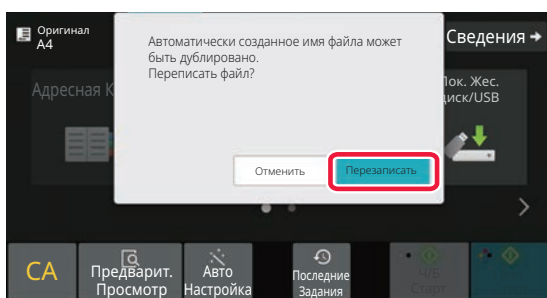 Оригинал
A4
Автоматически созданное имя файла может
быть дублировано.
Переписать файл?
Сведения
Адресная К
Лок. Жес.
диск/USB
Отменить
Перезаписать
CA
Предварит.
Просмотр
Авто
Настройка
Последние
Задания
Ч/Б
Старт